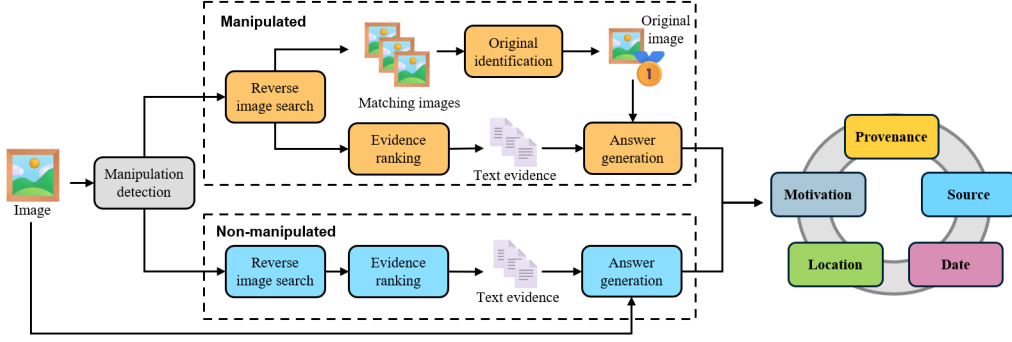 Manipulated
Original
image
Original
identification
Reverse
image search
Matching images
1
Evidence
ranking
Text evidence
Answer
generation
Manipulation
detection
Image
Non-manipulated
Reverse
image search
Evidence
ranking
Text evidence
Answer
generation
Provenance
Motivation
Source
Location
Date